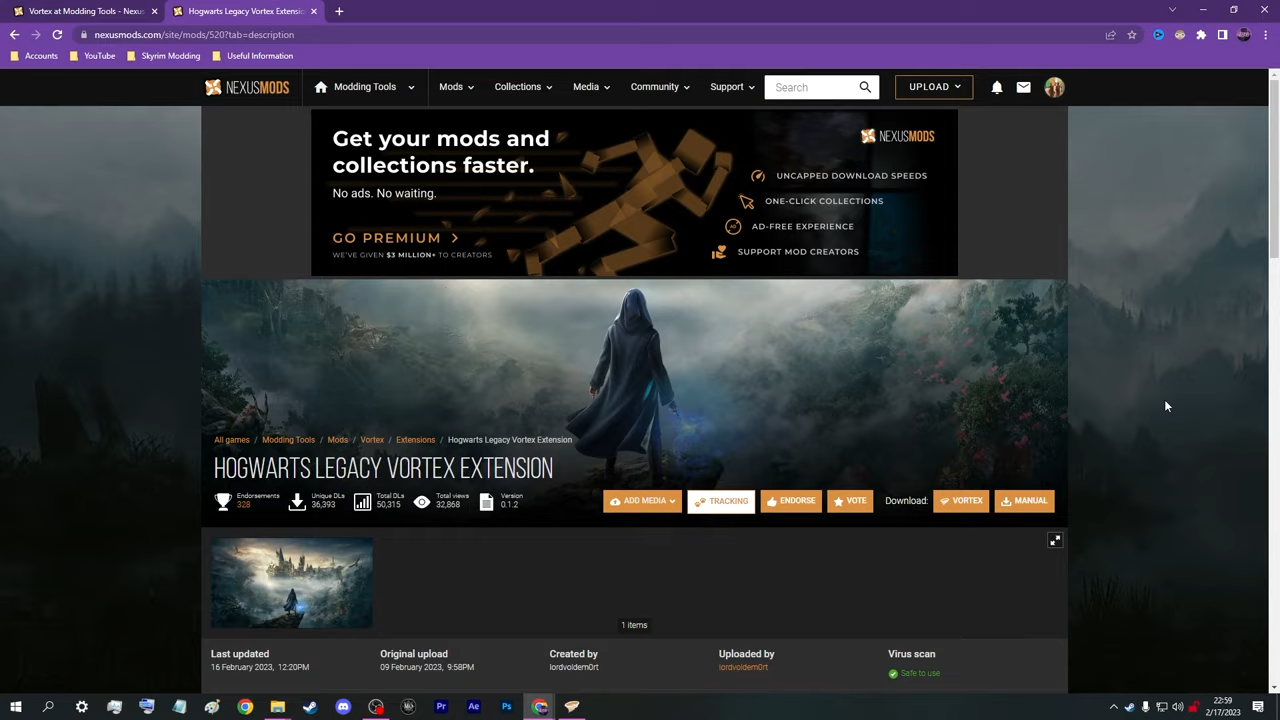 Vortex at Modding Tools - Nexus
Hogwarts Legacy Vortex Extension
nexusmods.com/site/mods/520?tab=description
Accounts
YouTube
Skyrim Modding
Useful Information
NEXUSMODS
Modding Tools
Mods
Collections
Media
Community
Support
Search
UPLOAD
Get your mods and
collections faster.
No ads. No waiting.
GO PREMIUM
WE'VE GIVEN $3 MILLION+ TO CREATORS
NEXUSMODS
UNCAPPED DOWNLOAD SPEEDS
ONE-CLICK COLLECTIONS
AD-FREE EXPERIENCE
SUPPORT MOD CREATORS
All games / Modding Tools / Mods / Vortex / Extensions / Hogwarts Legacy Vortex Extension
HOGWARTS LEGACY VORTEX EXTENSION
Endorsements
328
Unique DLs
36,393
Total DLs
50,315
Total views
32,868
Version
0.1.2
ADD MEDIA
TRACKING
ENDORSE
VOTE
Download:
VORTEX
MANUAL
1 items
Last updated
16 February 2023, 12:20PM
Original upload
09 February 2023, 9:58PM
Created by
lordvoldem0rt
Uploaded by
lordvoldem0rt
Virus scan
Safe to use
Pr
Ae
Ps
22:59
2/17/2023